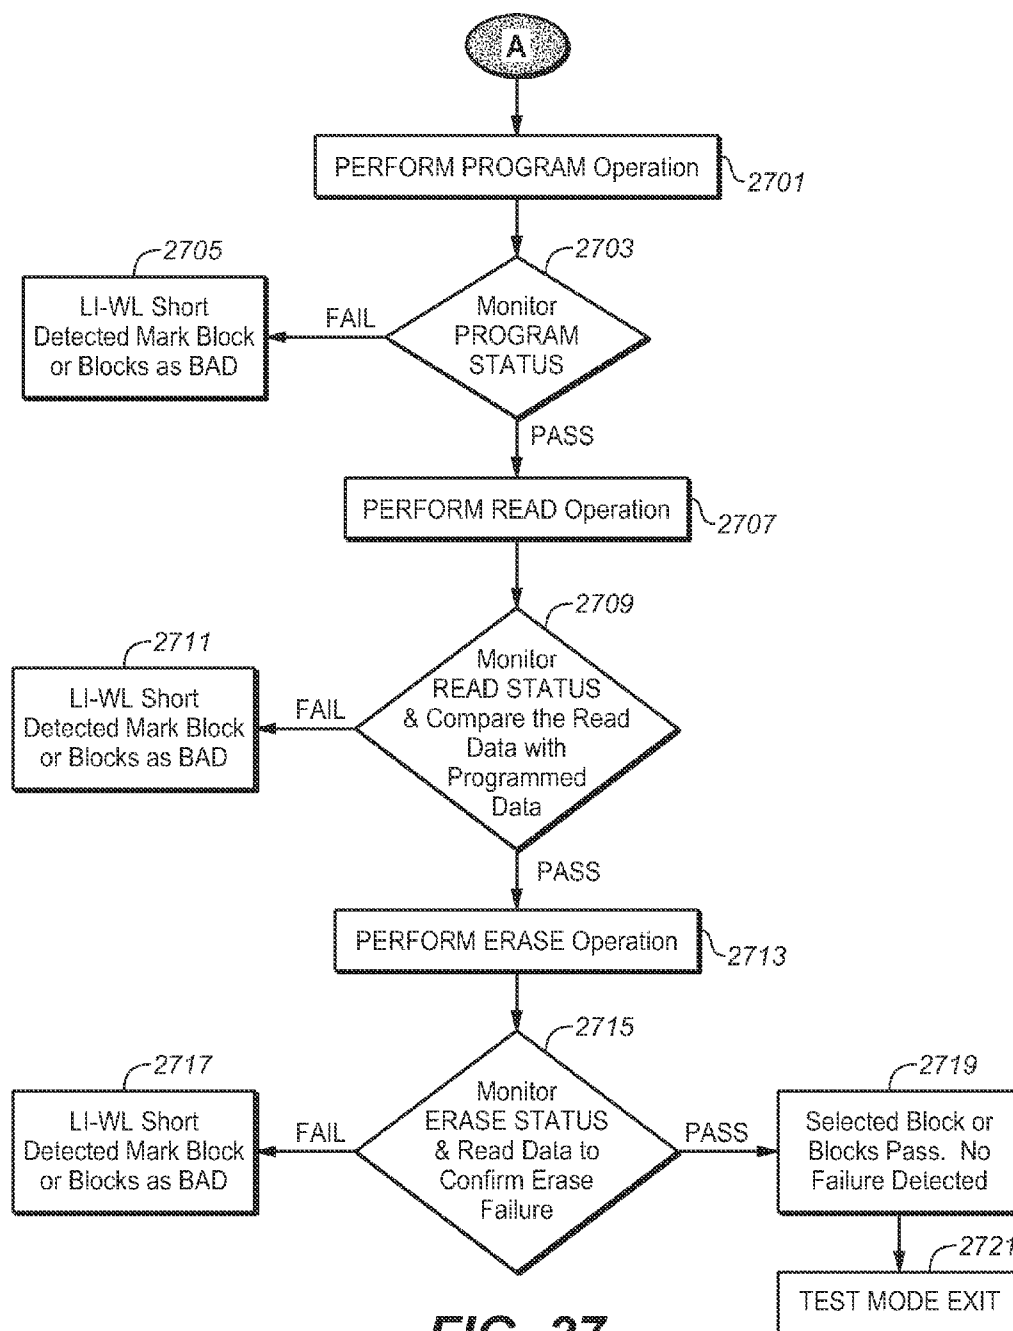 A
PERFORM PROGRAM Operation
2701
2705
2703
LI-WL Short
Detected Mark Block
or Blocks as BAD
FAIL
Monitor
PROGRAM
STATUS
PASS
PERFORM READ Operation
2707
2709
2711
LI-WL Short
Detected Mark Block
or Blocks as BAD
FAIL
Monitor
READ STATUS
& Compare the Read
Data with
Programmed
Data
PASS
PERFORM ERASE Operation
2713
2715
2717
LI-WL Short
Detected Mark Block
or Blocks as BAD
FAIL
Monitor
ERASE STATUS
& Read Data to
Confirm Erase
Failure
PASS
2719
Selected Block or
Blocks Pass. No
Failure Detected
2721
TEST MODE EXIT
FIG. 27